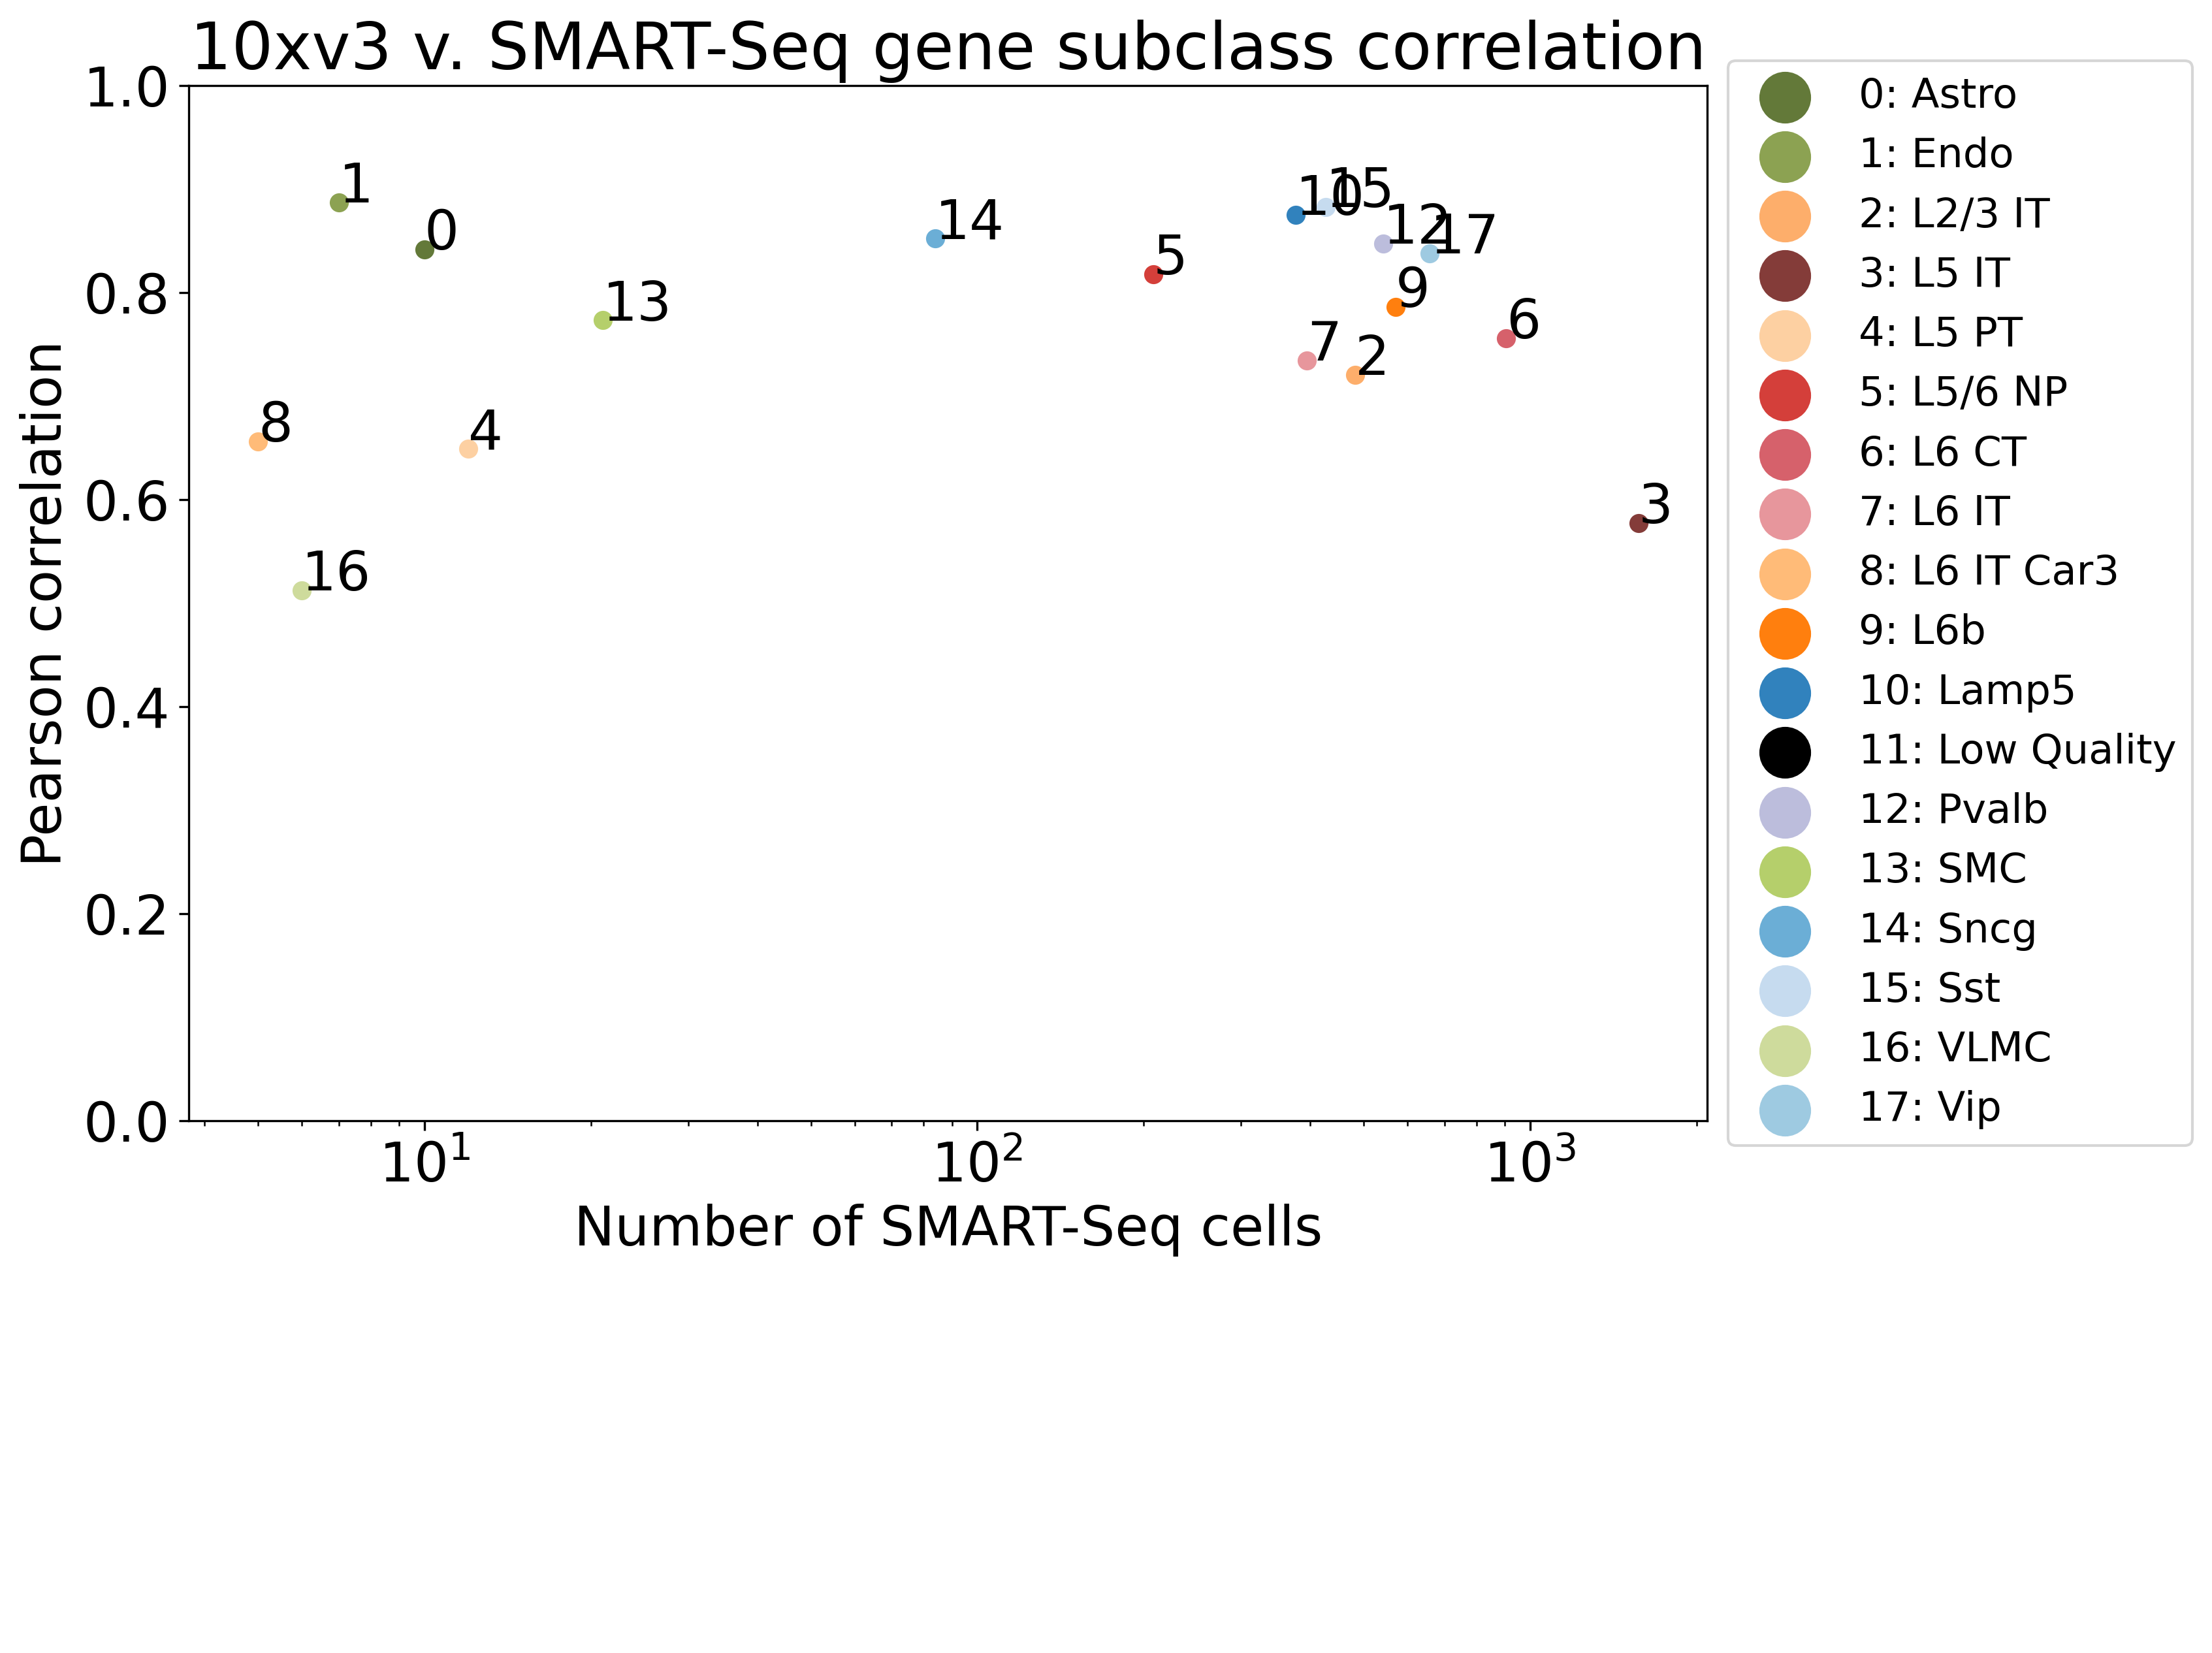 10xv3 v. SMART-Seq gene subclass correlation
Pearson correlation
1.0
0.8
0.6
0.4
0.2
0.0
1
0
13
8
4
16
14
5
10
15
12
17
9
7
2
6
3
10¹
10²
10³
Number of SMART-Seq cells
0: Astro
1: Endo
2: L2/3 IT
3: L5 IT
4: L5 PT
5: L5/6 NP
6: L6 CT
7: L6 IT
8: L6 IT Car3
9: L6b
10: Lamp5
11: Low Quality
12: Pvalb
13: SMC
14: Sncg
15: Sst
16: VLMC
17: Vip